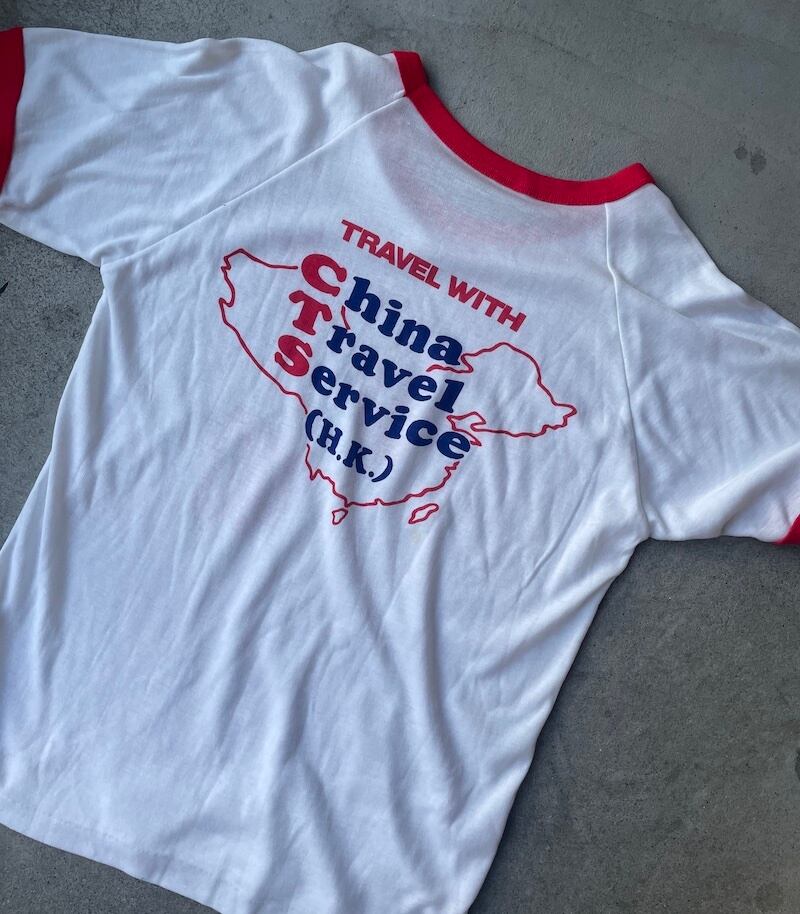 TRAVEL WITH
China
Travel
Service
(H.K.)